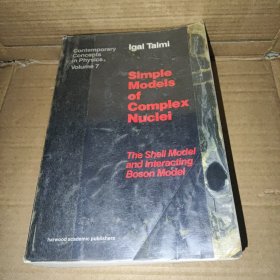 Contemporary
Concepts
in Physics
Volume 7
Igal Talmi
Simple
Models
of
Complex
Nuclei
The Shell Model
and Interacting
Boson Model
harwood academic publishers